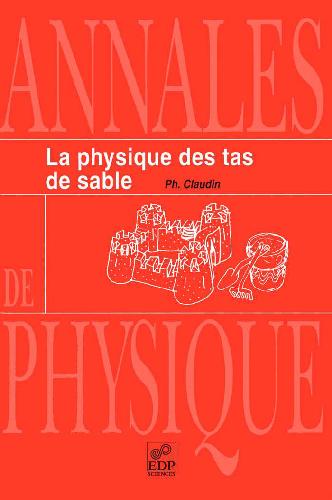 ANNALES
La physique des tas
de sable
Ph. Claudin
DE
PHYSIQUE
EDP
SCIENCES